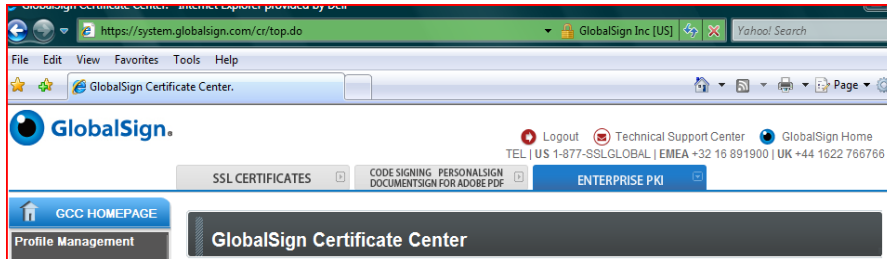 GlobalSign Certificate Center. - Internet Explorer provided by Dell
https://system.globalsign.com/cr/top.do GlobalSign Inc [US] Yahoo! Search
File Edit View Favorites Tools Help
GlobalSign Certificate Center. Page
GlobalSign.
Logout Technical Support Center GlobalSign Home
TEL | US 1-877-SSLGLOBAL | EMEA +32 16 891900 | UK +44 1622 766766
SSL CERTIFICATES CODE SIGNING PERSONALSIGN ENTERPRISE PKI
DOCUMENTSIGN FOR ADOBE PDF
GCC HOMEPAGE
Profile Management GlobalSign Certificate Center